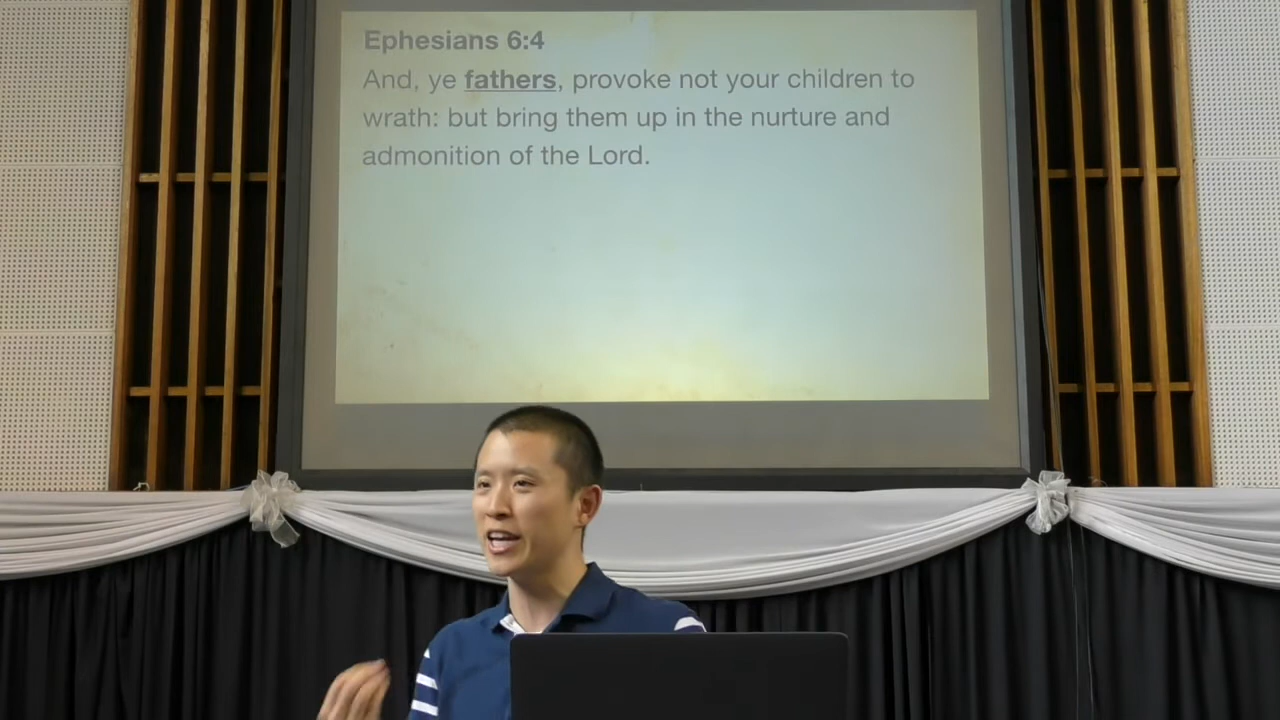 Ephesians 6:4
And, ye fathers, provoke not your children to
wrath: but bring them up in the nurture and
admonition of the Lord.